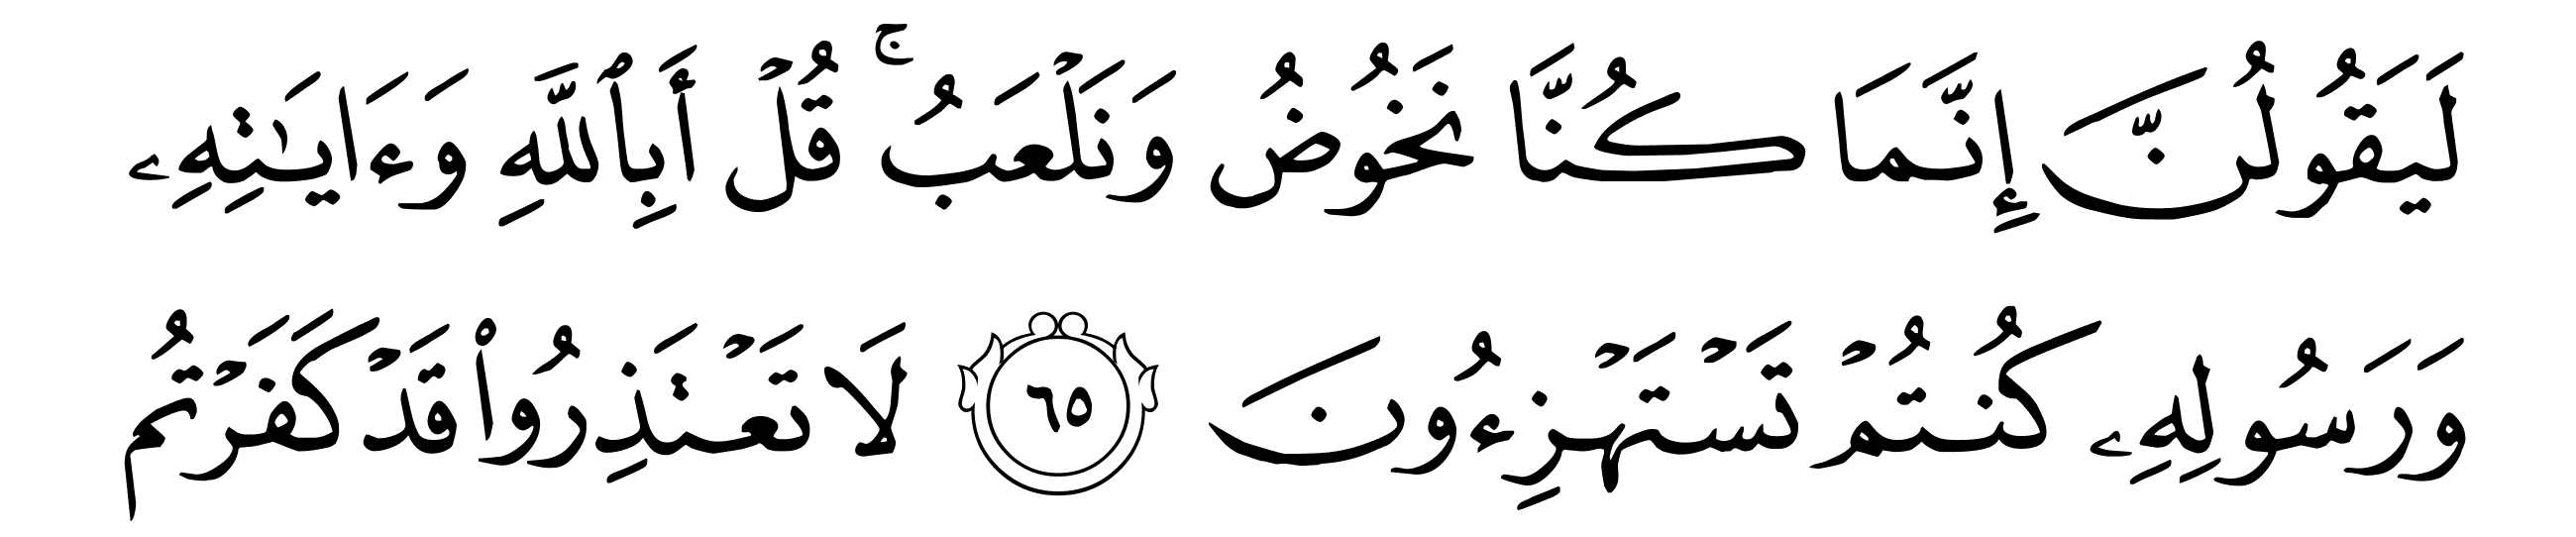 لَيَقُولُنَّ إِنَّمَا كُنَّا نَخُوضُ وَنَلۡعَبُۚ قُلۡ أَبِٱللَّهِ وَءَايَٰتِهِۦ
وَرَسُولِهِۦ كُنتُمۡ تَسۡتَهۡزِءُونَ ٦٥ لَا تَعۡتَذِرُواْ قَدۡ كَفَرۡتُم